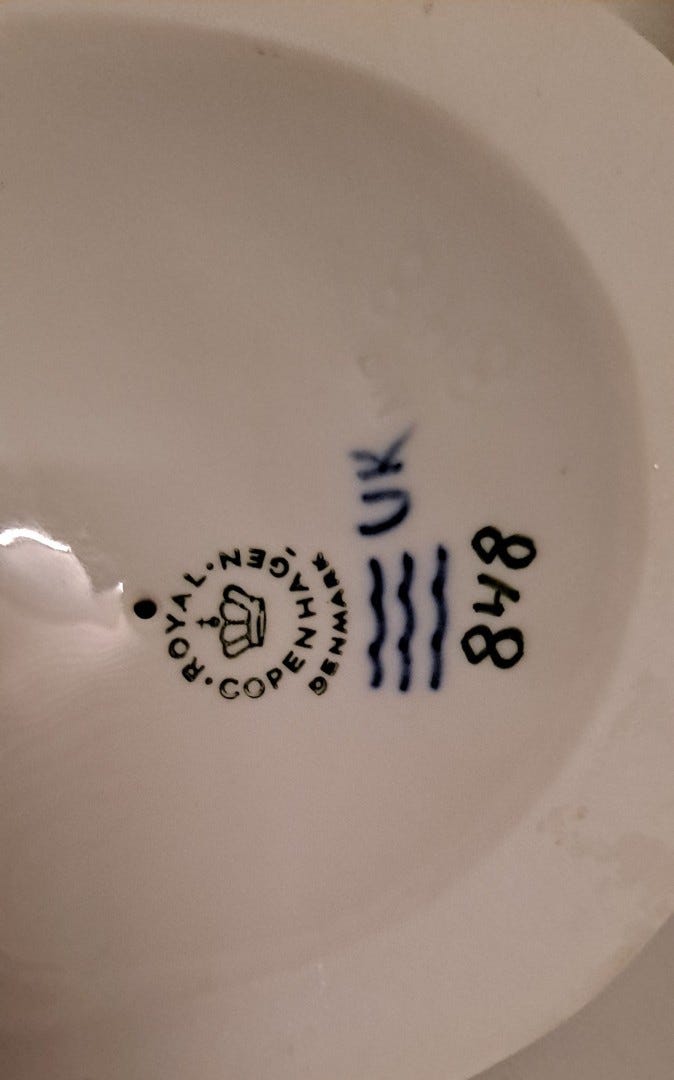 ROYAL · COPENHAGEN ·
DENMARK
UK
848